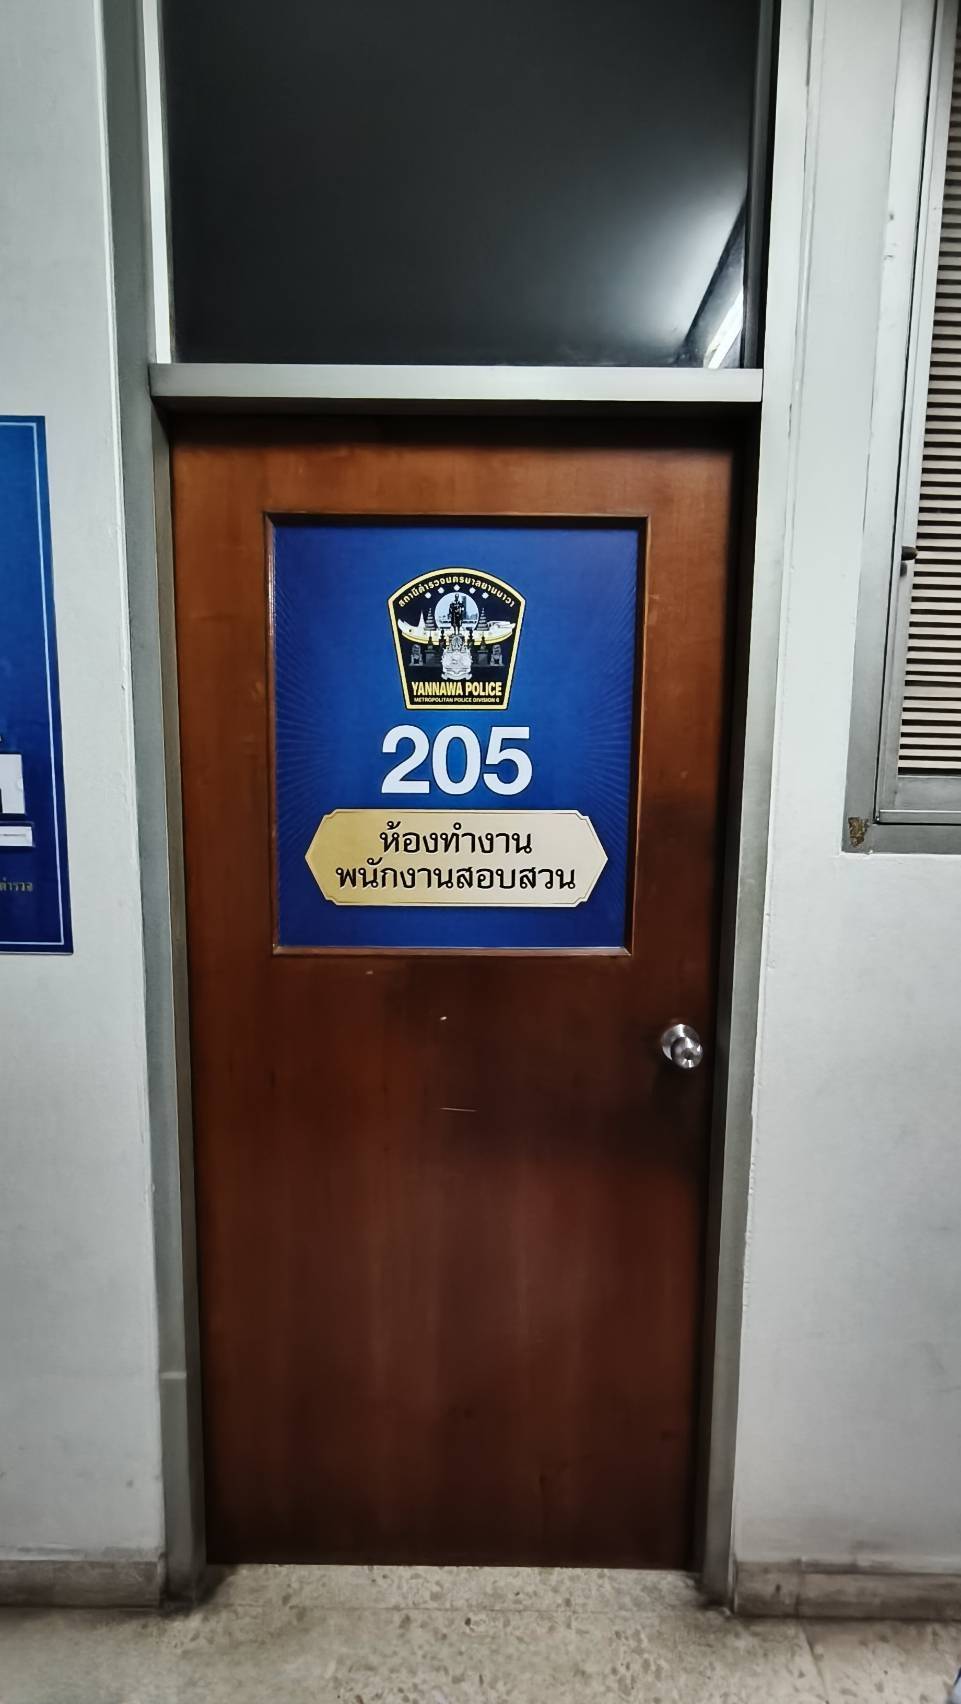 สถานีตำรวจนครบาลยานนาวา
YANNAWA POLICE
METROPOLITAN POLICE DIVISION 6
205
ห้องทำงาน
พนักงานสอบสวน